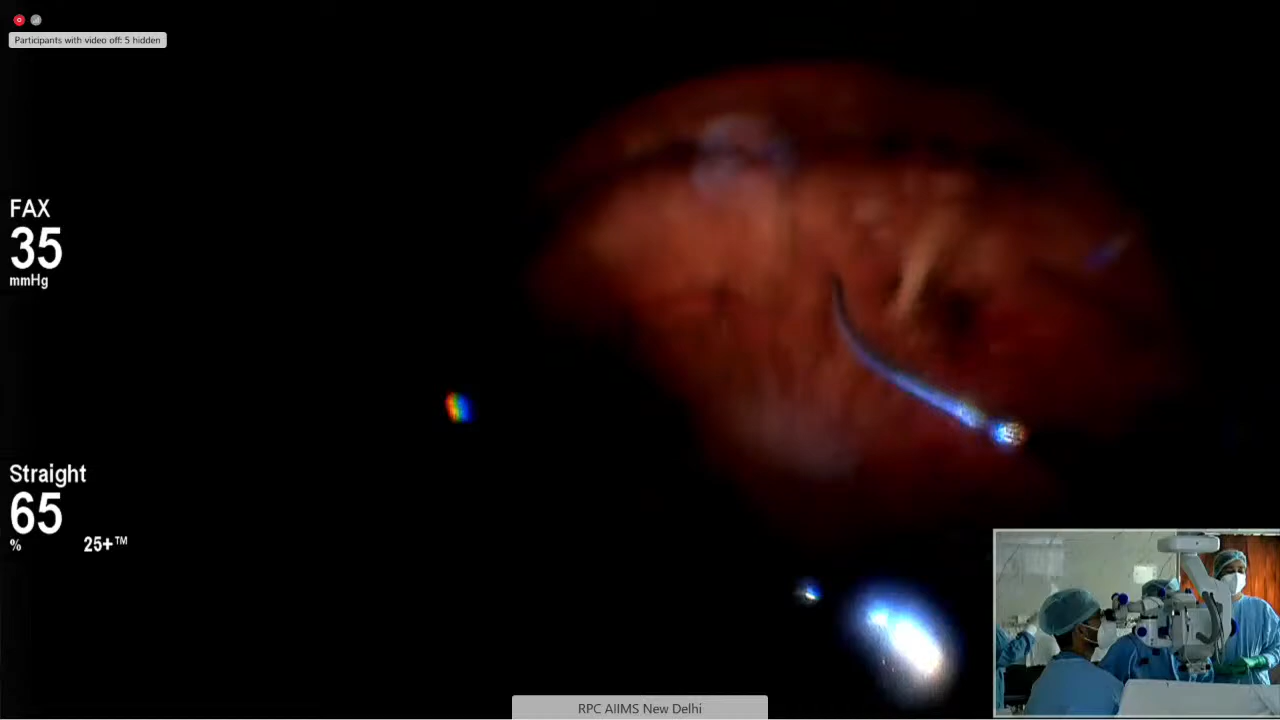 Participants with video off: 5 hidden
FAX
35
mmHg
Straight
65
%
25+™
RPC AIIMS New Delhi